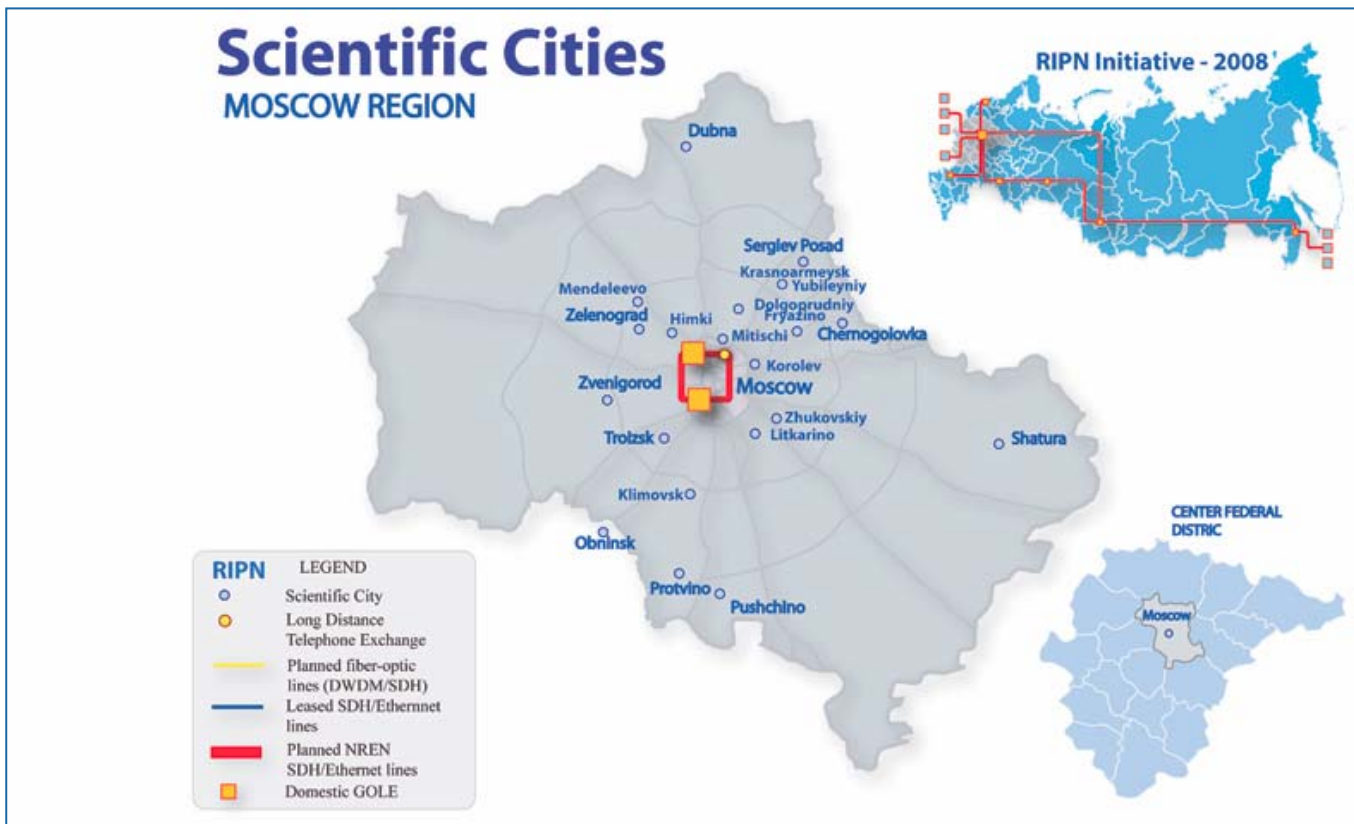 Scientific Cities
MOSCOW REGION
RIPN Initiative - 2008
Dubna
Serglev Posad
Krasnoarmeysk
Yubileyniy
Mendeleevo
Dolgoprudniy
Zelenograd
Himki
Fryazino
Chernogolovka
Mitischi
Korolev
Zvenigorod
Moscow
Zhukovskiy
Troizsk
Litkarino
Shatura
Klimovsk
Obninsk
Protvino
Pushchino
CENTER FEDERAL
DISTRIC
Moscow
RIPN LEGEND
Scientific City
Long Distance
Telephone Exchange
Planned fiber-optic
lines (DWDM/SDH)
Leased SDH/Ethernnet
lines
Planned NREN
SDH/Ethernet lines
Domestic GOLE